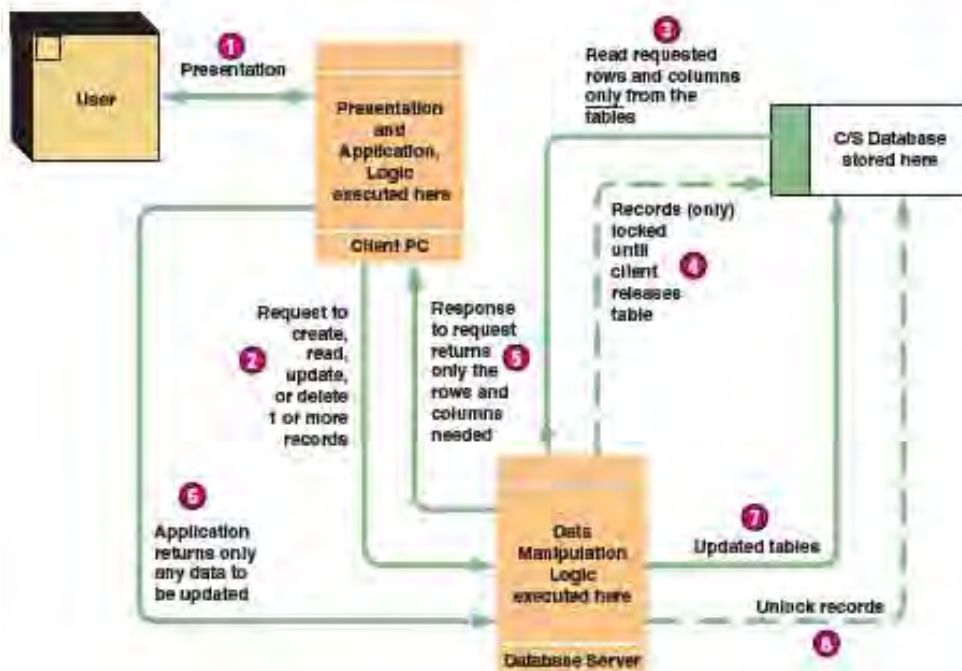 User
1
Presentation
Presentation
and
Application,
Logic
executed here
Client PC
3
Read requested
rows and columns
only from the
tables
C/S Database
stored here
Records (only)
locked
until
client
releases
table
4
Request to
create,
read,
update,
or delete
1 or more
records
2
Response
to request
returns
only the
rows and
columns
needed
5
6
Application
returns only
any data to
be updated
Data
Manipulation
Logic
executed here
Database Server
7
Updated tables
Unlock records
8